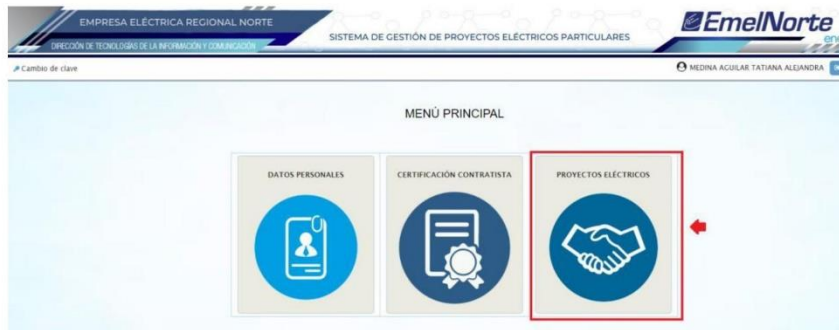 EMPRESA ELÉCTRICA REGIONAL NORTE
DIRECCIÓN DE TECNOLOGÍAS DE LA INFORMACIÓN Y COMUNICACIÓN
SISTEMA DE GESTIÓN DE PROYECTOS ELÉCTRICOS PARTICULARES
EmelNorte
Cambio de clave
MEDINA AGUILAR TATIANA ALEJANDRA
MENÚ PRINCIPAL
DATOS PERSONALES
CERTIFICACIÓN CONTRATISTA
PROYECTOS ELÉCTRICOS